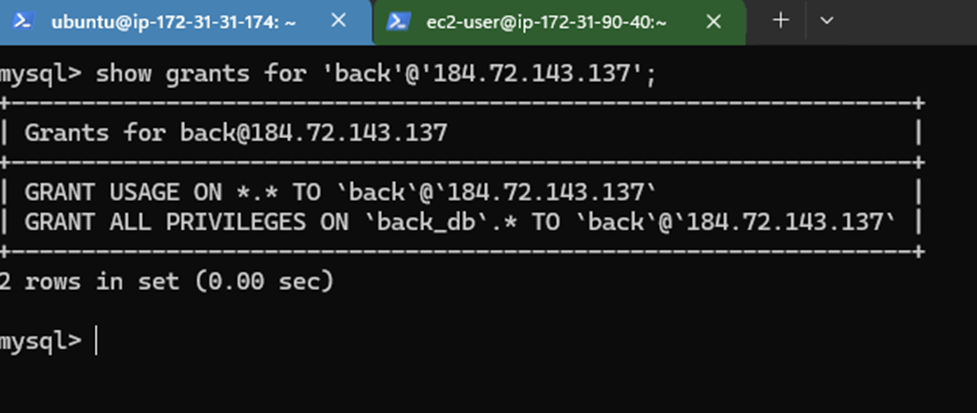 ubuntu@ip-172-31-31-174: ~
ec2-user@ip-172-31-90-40:~
mysql> show grants for 'back'@'184.72.143.137';
+---------------------------------------------------------------+
| Grants for back@184.72.143.137                                |
+---------------------------------------------------------------+
| GRANT USAGE ON *.* TO `back`@`184.72.143.137`                 |
| GRANT ALL PRIVILEGES ON `back_db`.* TO `back`@`184.72.143.137` |
+---------------------------------------------------------------+
2 rows in set (0.00 sec)
mysql>